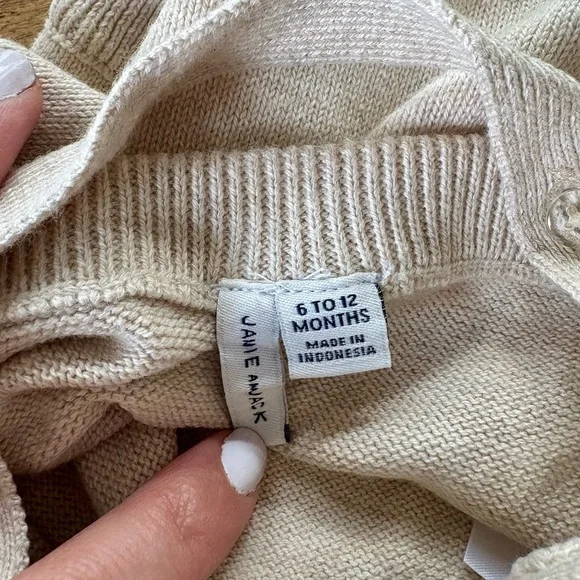 JANIE AND JACK
6 TO 12
MONTHS
MADE IN
INDONESIA